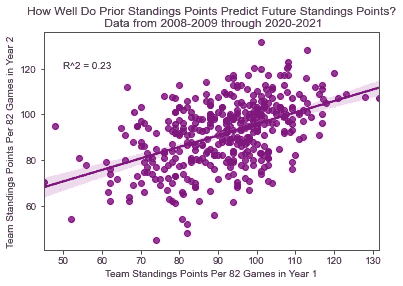 How Well Do Prior Standings Points Predict Future Standings Points?
Data from 2008-2009 through 2020-2021
R^2 = 0.23
Team Standings Points Per 82 Games in Year 2
120
100
80
60
50 60 70 80 90 100 110 120 130
Team Standings Points Per 82 Games in Year 1